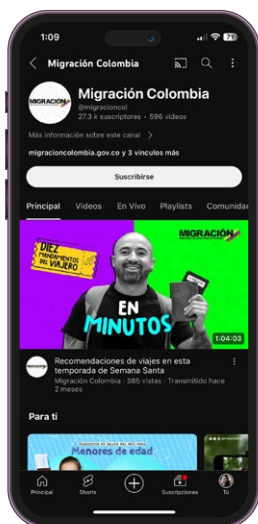 1:09
73
Migración Colombia
MIGRACIÓN
Migración Colombia
@migracioncol
27.3 k suscriptores • 596 videos
Más información sobre este canal >
migracioncolombia.gov.co y 3 vínculos más
Suscribirse
Principal Videos En Vivo Playlists Comunidad
MIGRACIÓN
DIEZ
MANDAMIENTOS
DEL VIAJERO
EN
MINUTOS
1:04:03
Recomendaciones de viajes en esta
temporada de Semana Santa
Migración Colombia · 385 vistas · Transmitido hace
2 meses
Para ti
Menores de edad
Principal Shorts Suscripciones Tú